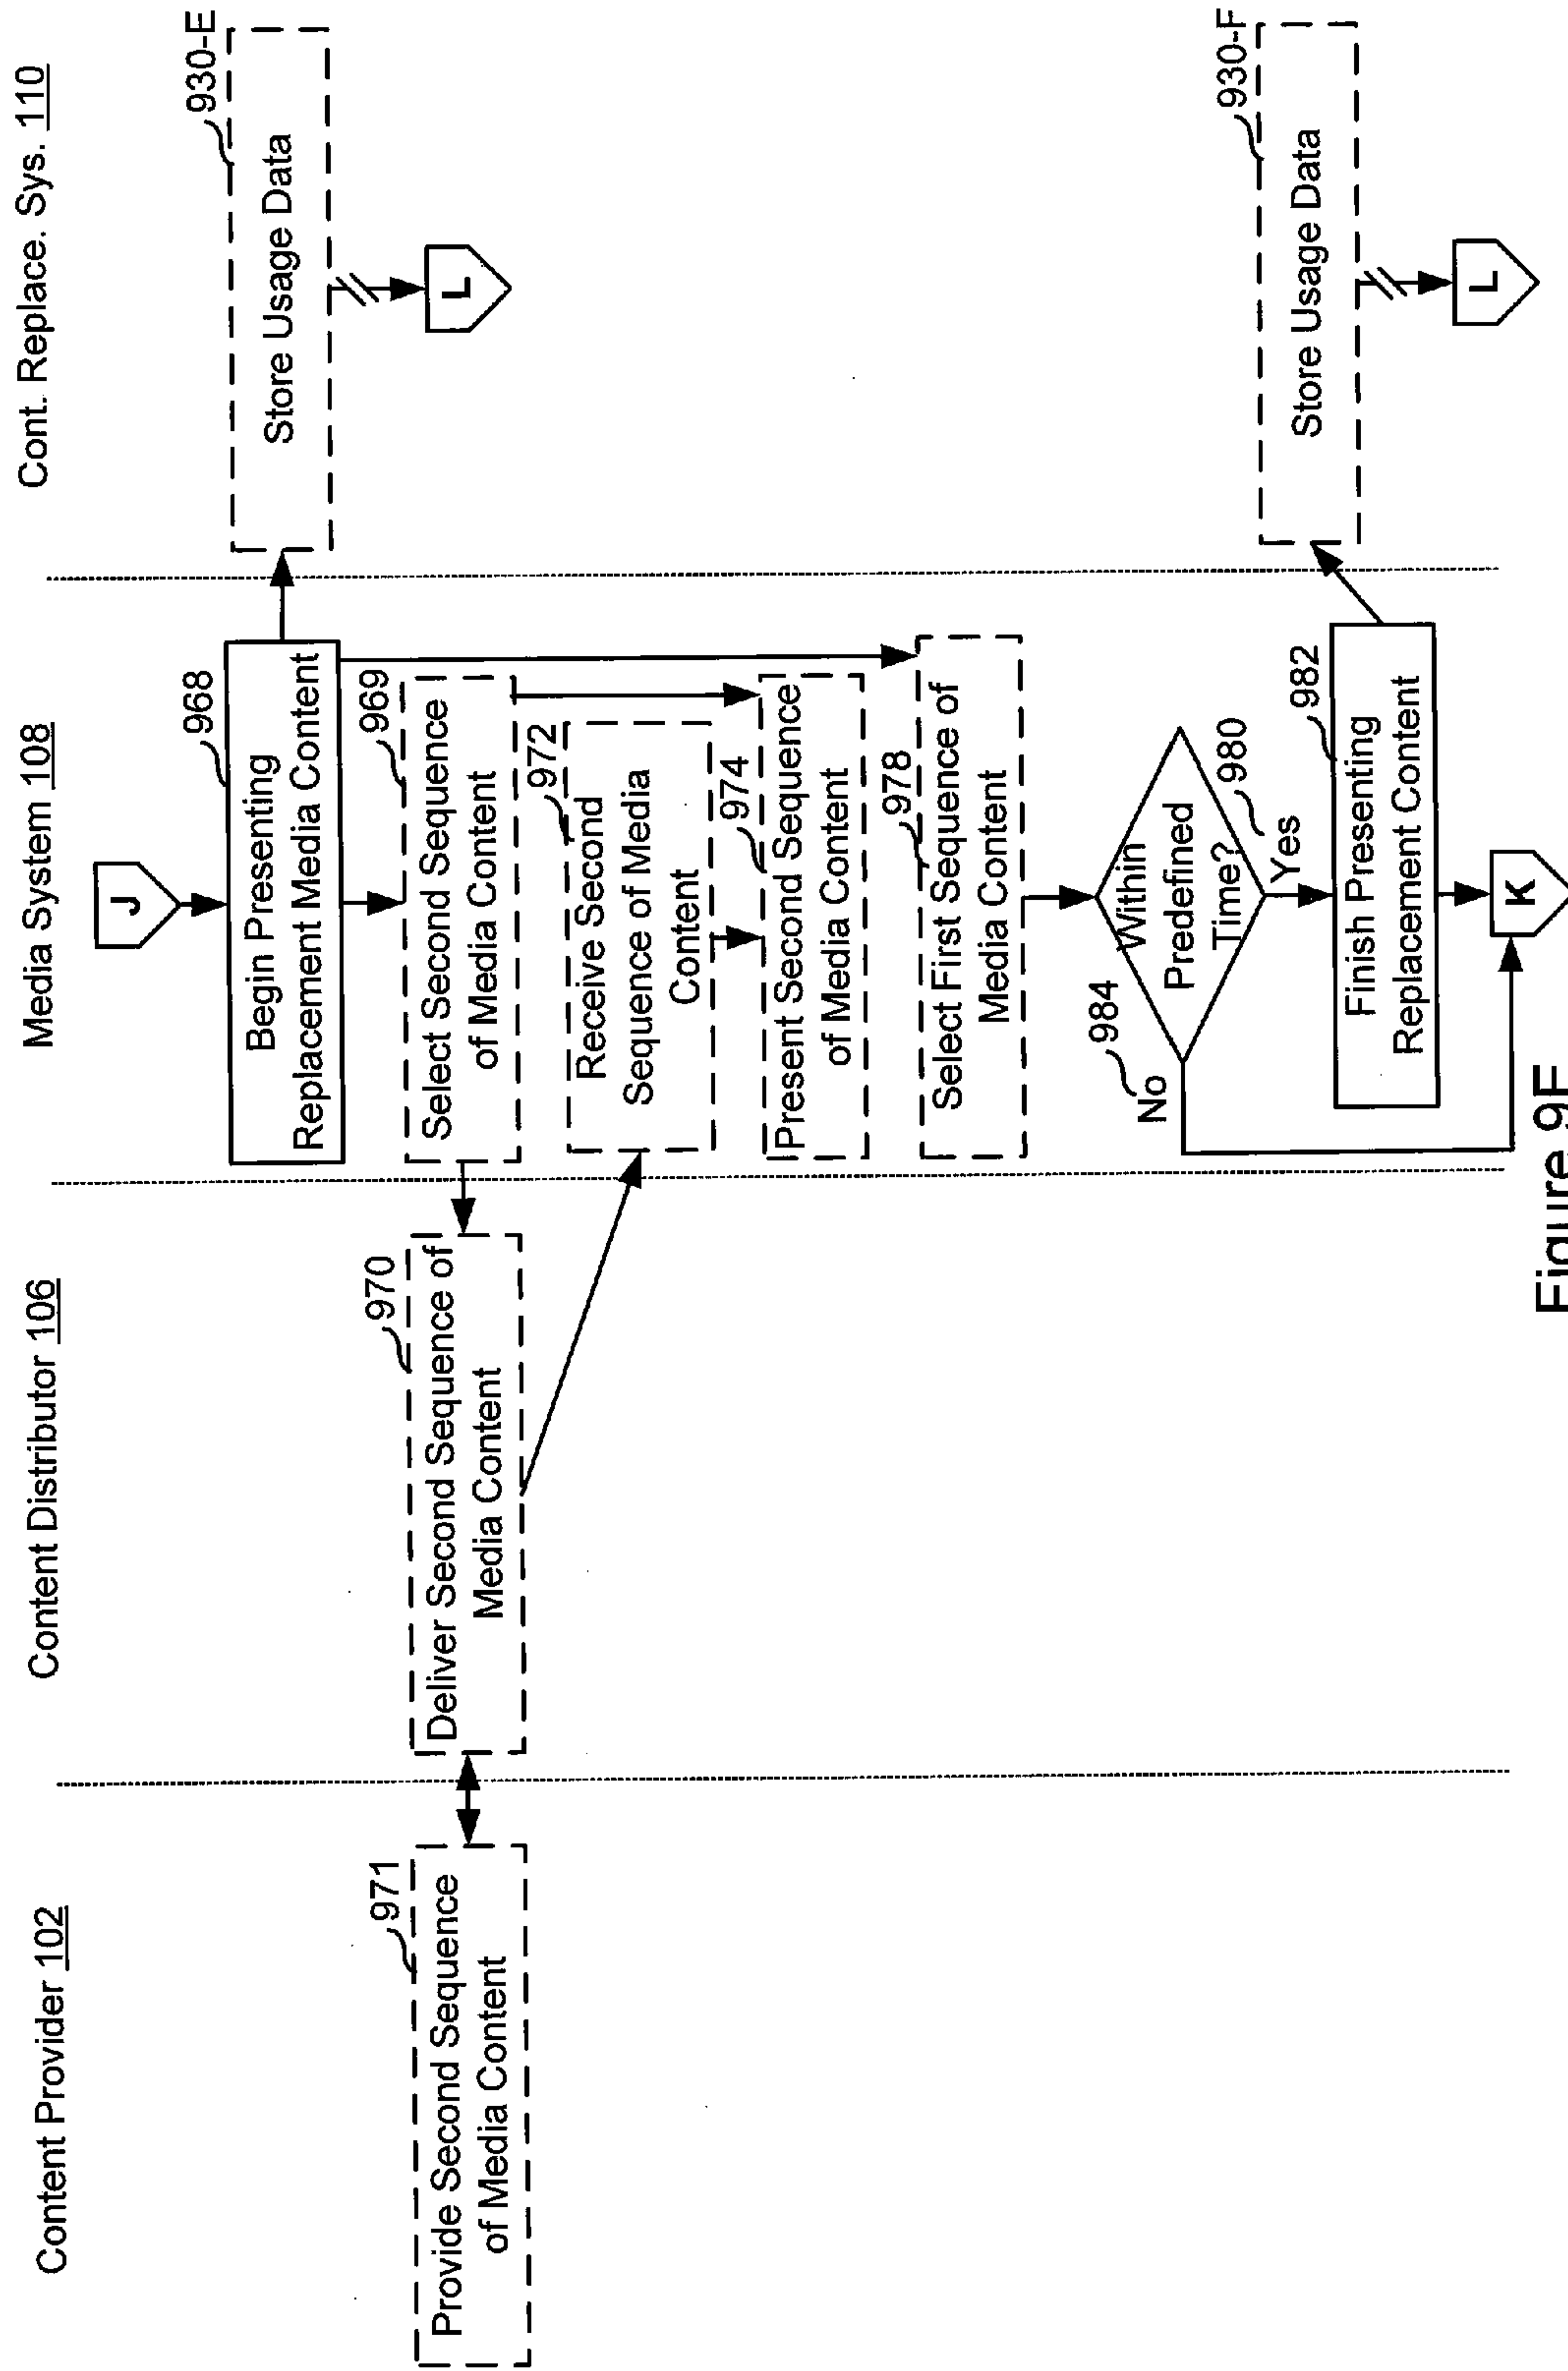 Content Provider 102
Content Distributor 106
Media System 108
Cont. Replace. Sys. 110
J
968
Begin Presenting
Replacement Media Content
930-E
Store Usage Data
L
971
Provide Second Sequence
of Media Content
970
Deliver Second Sequence of
Media Content
969
Select Second Sequence
of Media Content
972
Receive Second
Sequence of Media
Content
974
Present Second Sequence
of Media Content
978
Select First Sequence of
Media Content
Within
Predefined
Time?
984
No
980
Yes
982
Finish Presenting
Replacement Content
930-F
Store Usage Data
L
K